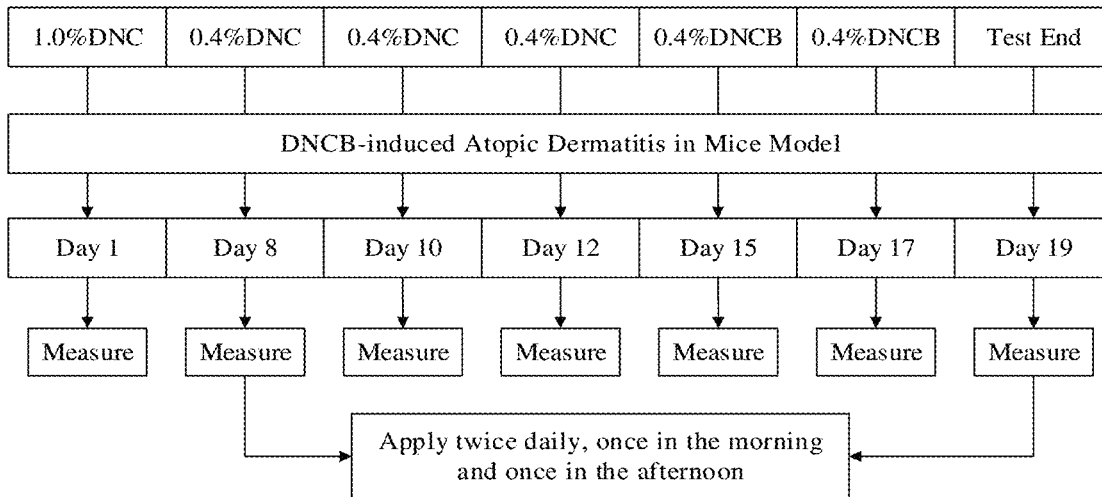 1.0%DNC 0.4%DNC 0.4%DNC 0.4%DNC 0.4%DNCB 0.4%DNCB Test End
DNCB-induced Atopic Dermatitis in Mice Model
Day 1 Day 8 Day 10 Day 12 Day 15 Day 17 Day 19
Measure Measure Measure Measure Measure Measure Measure
Apply twice daily, once in the morning
and once in the afternoon